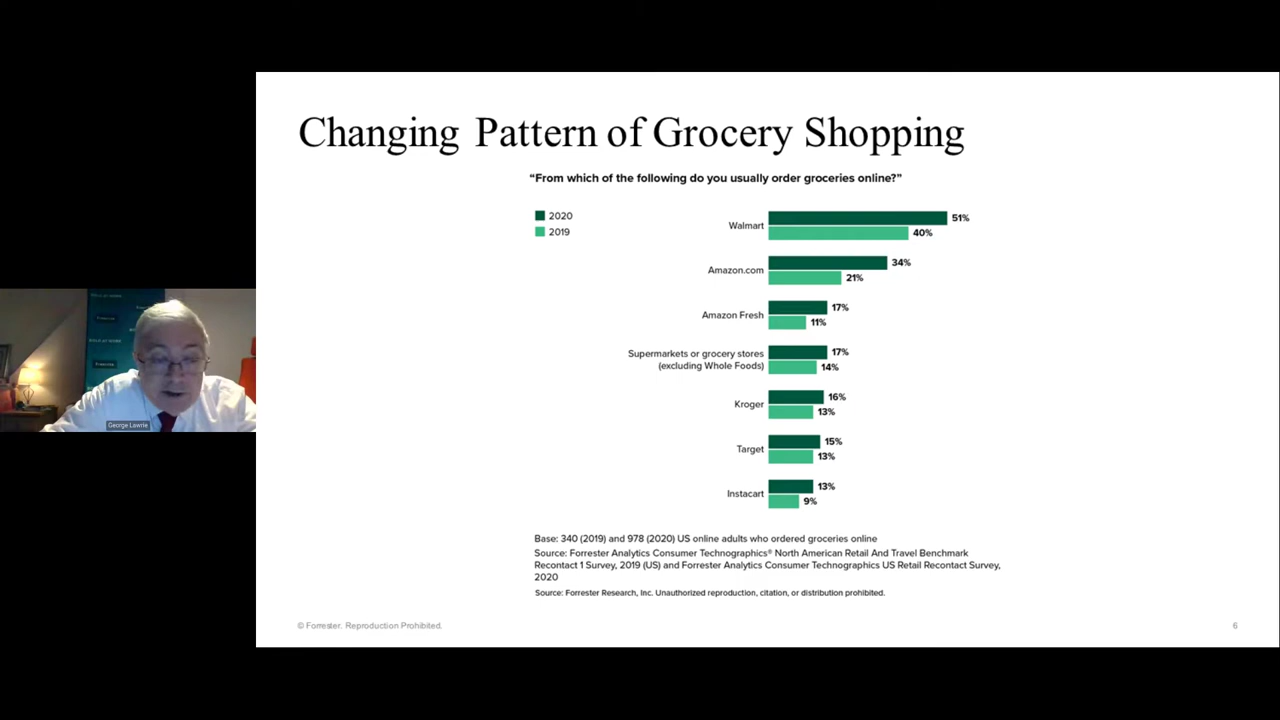 Changing Pattern of Grocery Shopping
“From which of the following do you usually order groceries online?”
2020
2019
Walmart
51%
40%
Amazon.com
34%
21%
Amazon Fresh
17%
11%
Supermarkets or grocery stores
(excluding Whole Foods)
17%
14%
Kroger
16%
13%
Target
15%
13%
Instacart
13%
9%
Base: 340 (2019) and 978 (2020) US online adults who ordered groceries online
Source: Forrester Analytics Consumer Technographics® North American Retail And Travel Benchmark
Recontact 1 Survey, 2019 (US) and Forrester Analytics Consumer Technographics US Retail Recontact Survey,
2020
Source: Forrester Research, Inc. Unauthorized reproduction, citation, or distribution prohibited.
© Forrester. Reproduction Prohibited.
6
George Lawrie